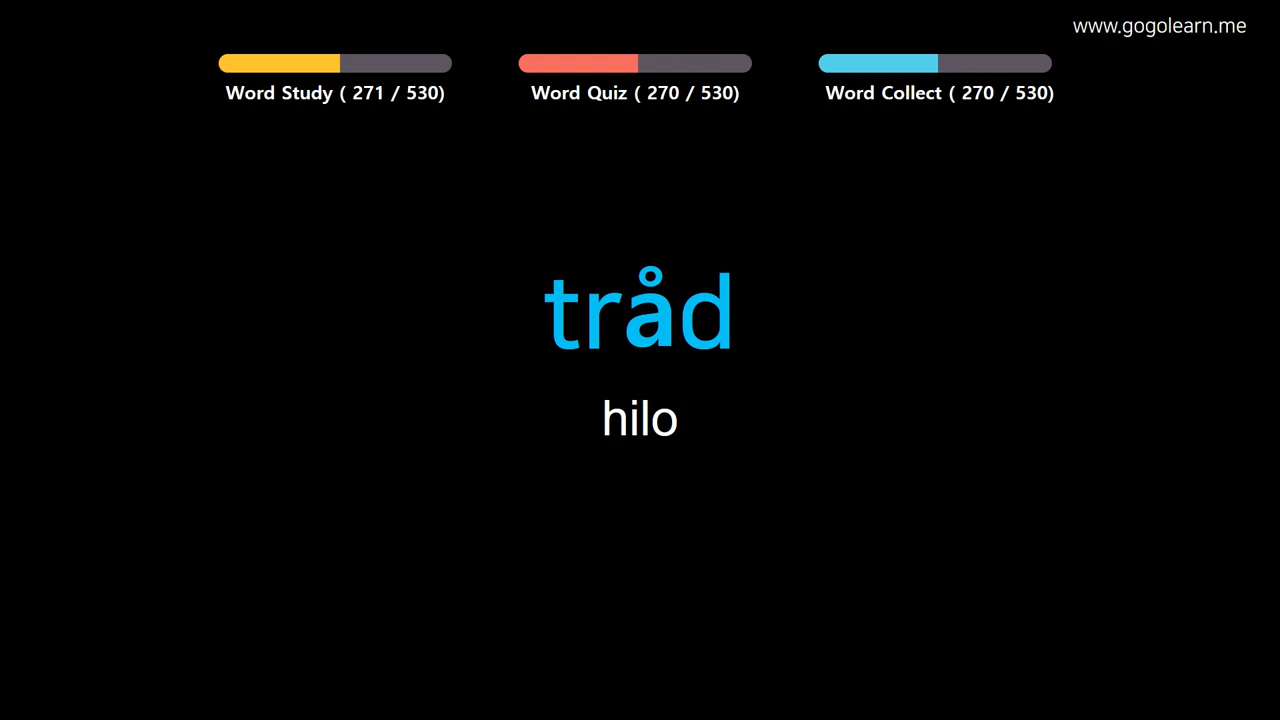 www.gogolearn.me
Word Study ( 271 / 530)
Word Quiz ( 270 / 530)
Word Collect ( 270 / 530)
tråd
hilo